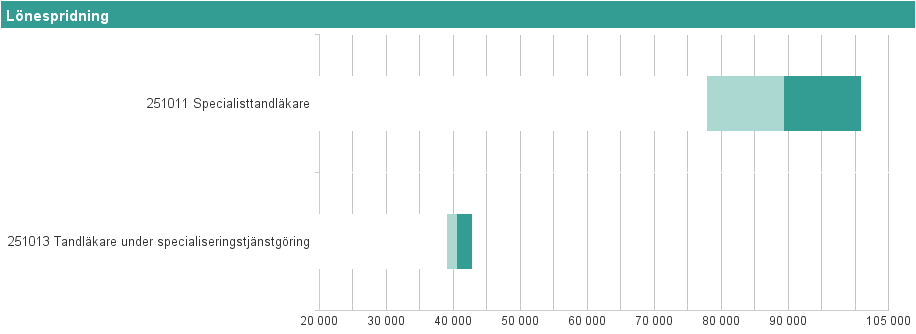 Lönespridning
251011 Specialisttandläkare
251013 Tandläkare under specialiseringstjänstgöring
20 000 30 000 40 000 50 000 60 000 70 000 80 000 90 000 105 000